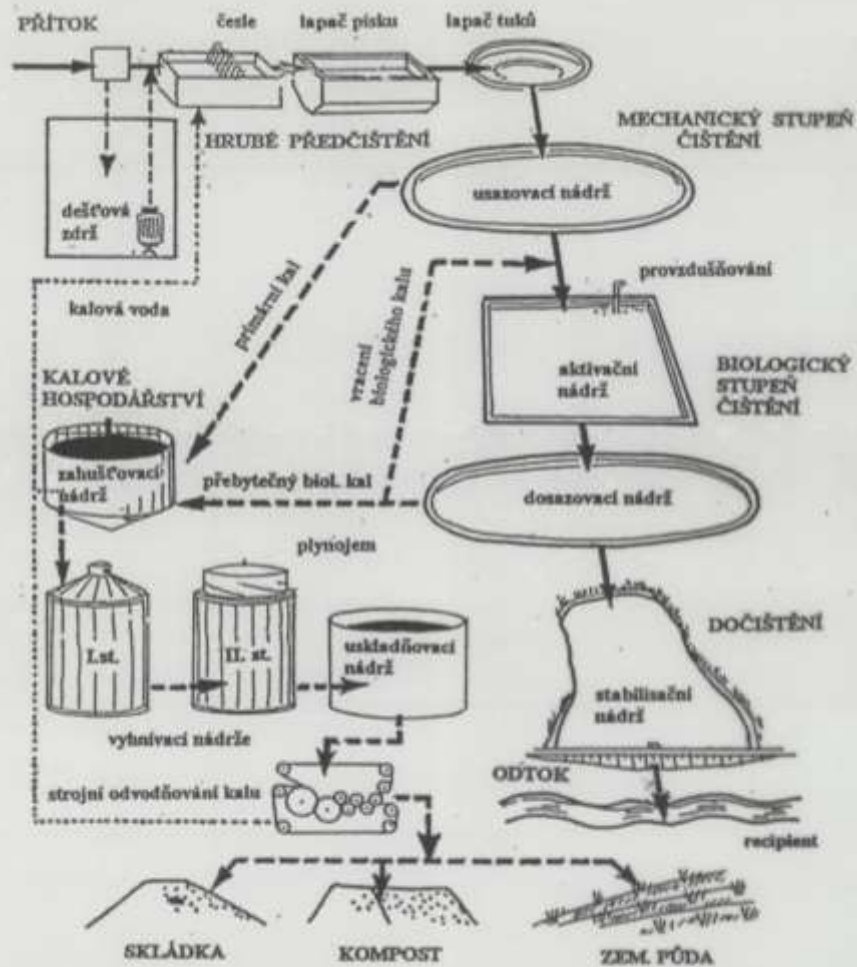 PŘÍTOK
česle
lapač písku
lapač tuků
HRUBÉ PŘEDČIŠTĚNÍ
MECHANICKÝ STUPEŇ
ČIŠTĚNÍ
dešťová
zdrž
usazovací nádrž
kalová voda
primární kal
vracení
biologického kalu
provzdušňování
aktivační
nádrž
BIOLOGICKÝ
STUPEŇ
ČIŠTĚNÍ
KALOVÉ
HOSPODÁŘSTVÍ
zahušťovací
nádrž
přebytečný biol. kal
dosazovací nádrž
plynojem
I.st.
II. st.
uskladňovací
nádrž
vyhnívací nádrže
DOČIŠTĚNÍ
stabilisační
nádrž
strojní odvodňování kalu
ODTOK
recipient
SKLÁDKA
KOMPOST
ZEM. PŮDA